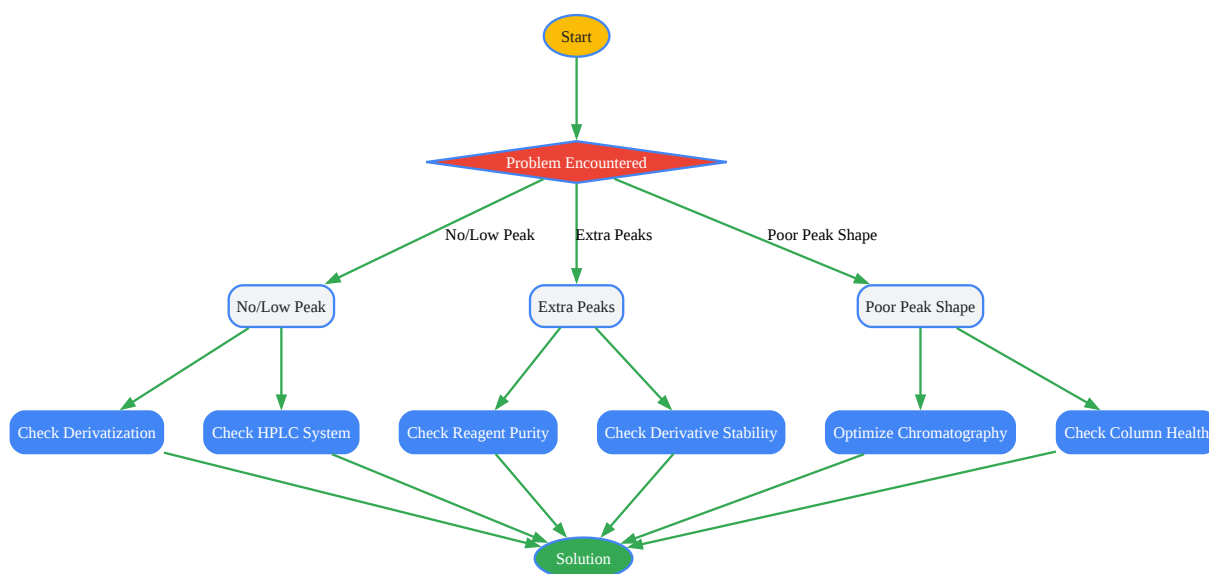 Start
Problem Encountered
No/Low Peak
Extra Peaks
Poor Peak Shape
No/Low Peak
Extra Peaks
Poor Peak Shape
Check Derivatization
Check HPLC System
Check Reagent Purity
Check Derivative Stability
Optimize Chromatography
Check Column Health
Solution